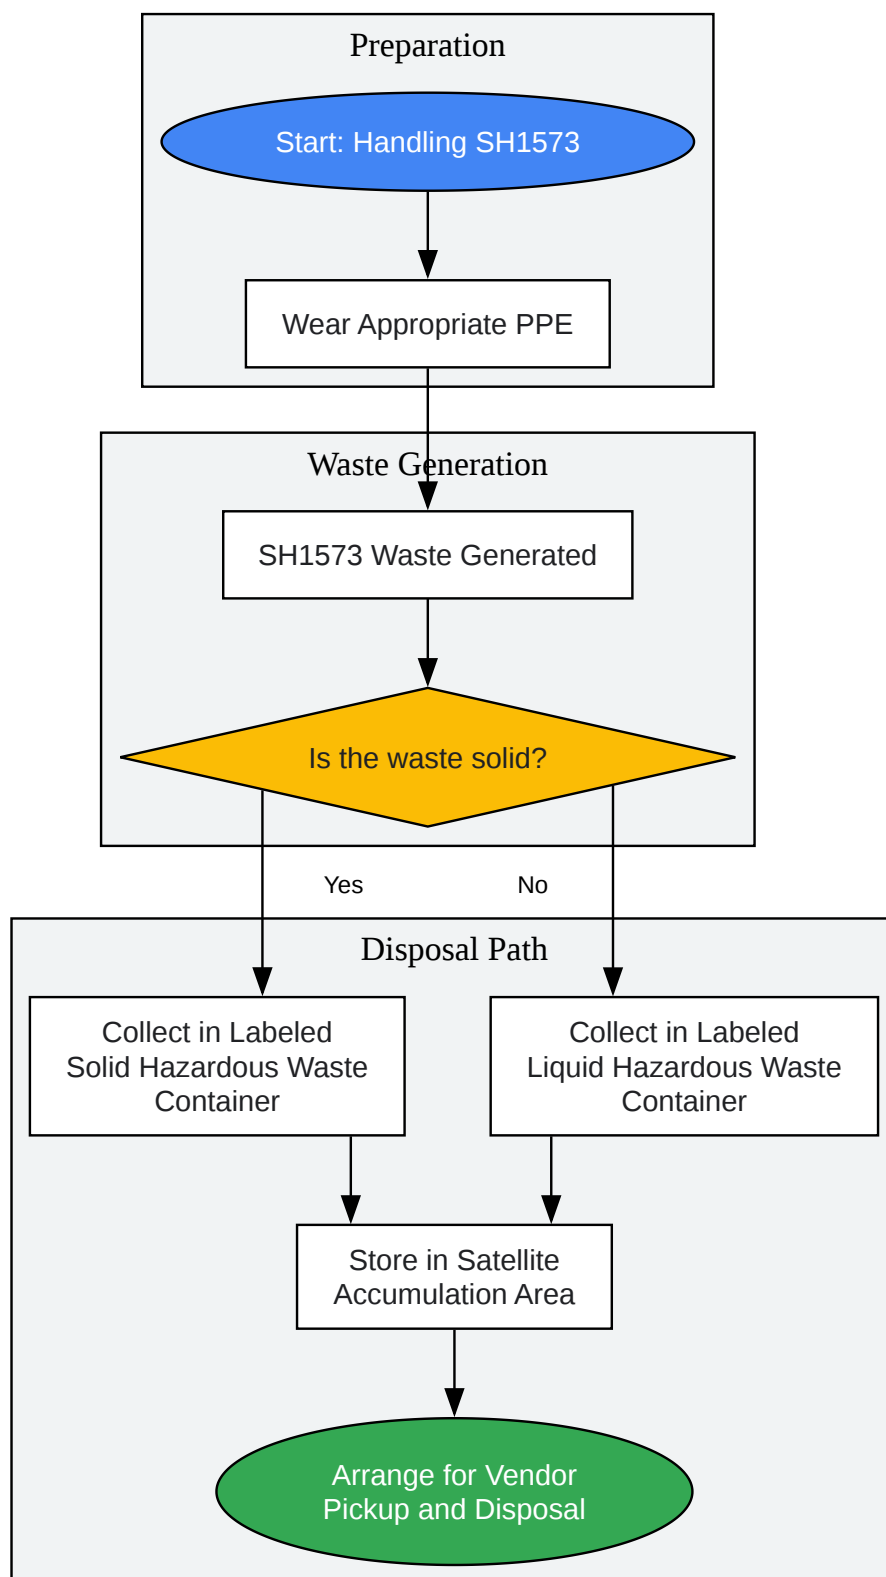 Preparation
Start: Handling SH1573
Wear Appropriate PPE
Waste Generation
SH1573 Waste Generated
Is the waste solid?
Yes
No
Disposal Path
Collect in Labeled
Solid Hazardous Waste
Container
Collect in Labeled
Liquid Hazardous Waste
Container
Store in Satellite
Accumulation Area
Arrange for Vendor
Pickup and Disposal